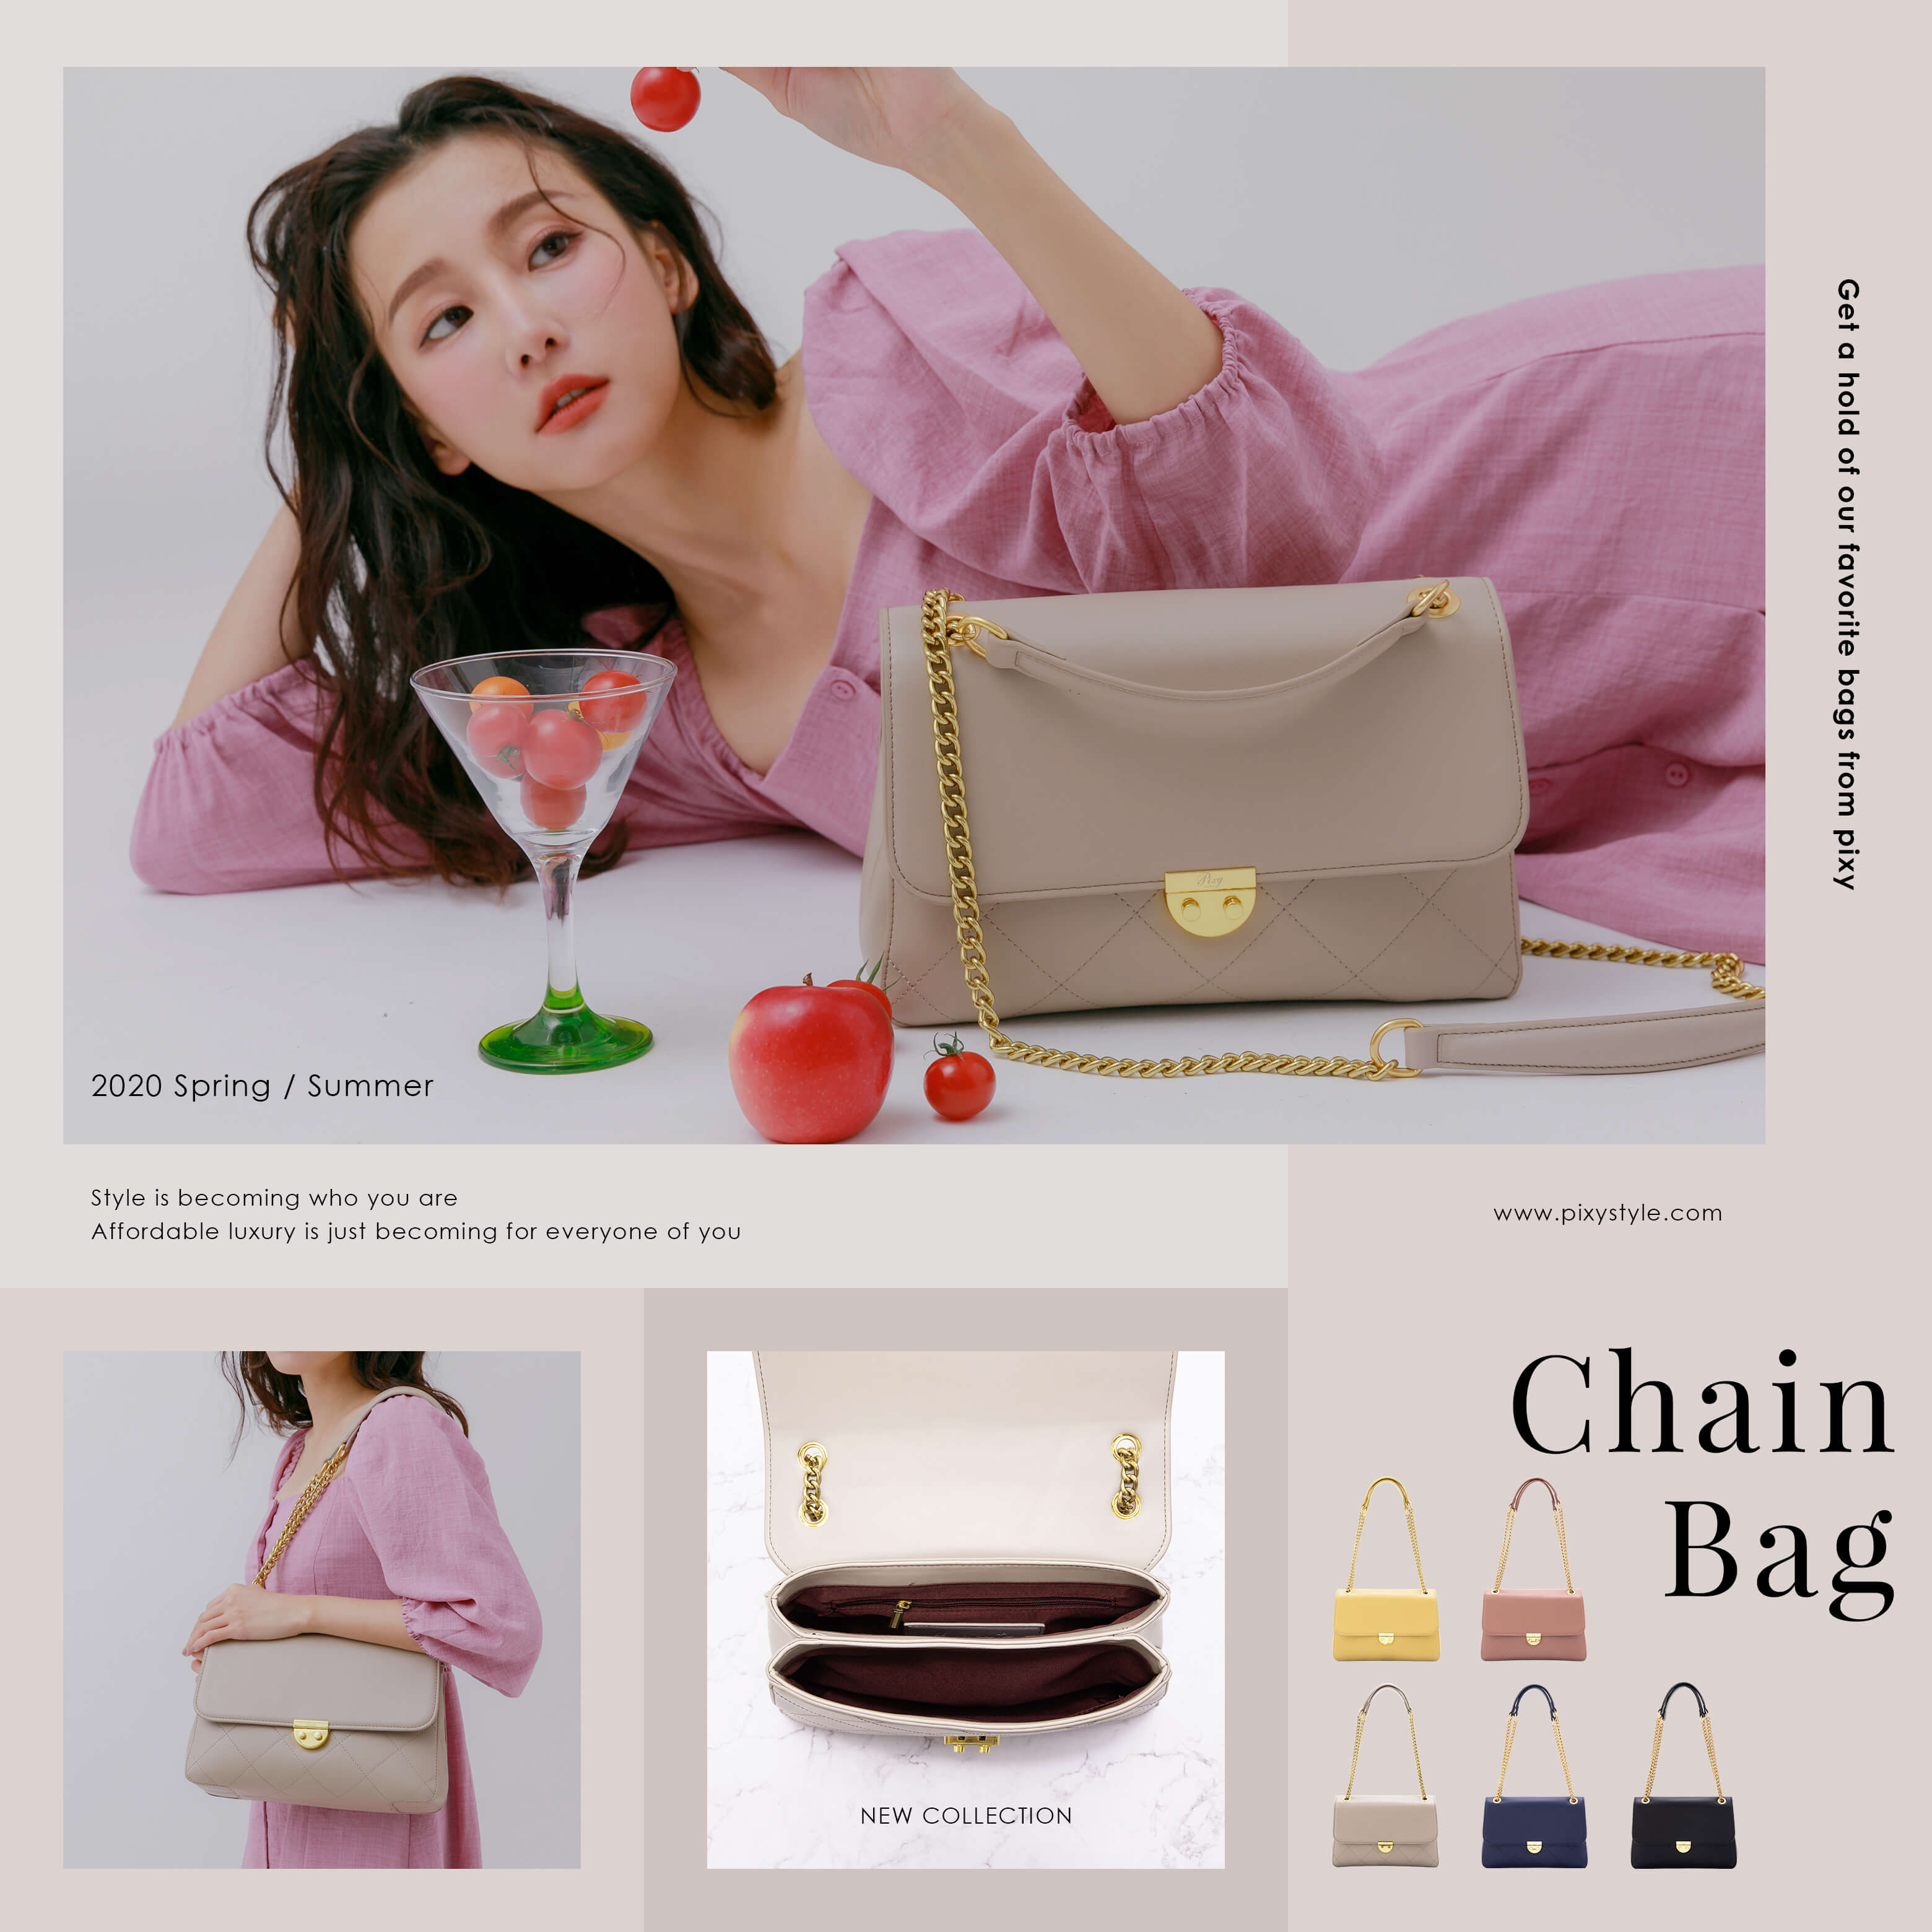 Get a hold of our favorite bags from pixy
Pixy
2020 Spring / Summer
Style is becoming who you are
Affordable luxury is just becoming for everyone of you
www.pixystyle.com
Chain
Bag
NEW COLLECTION